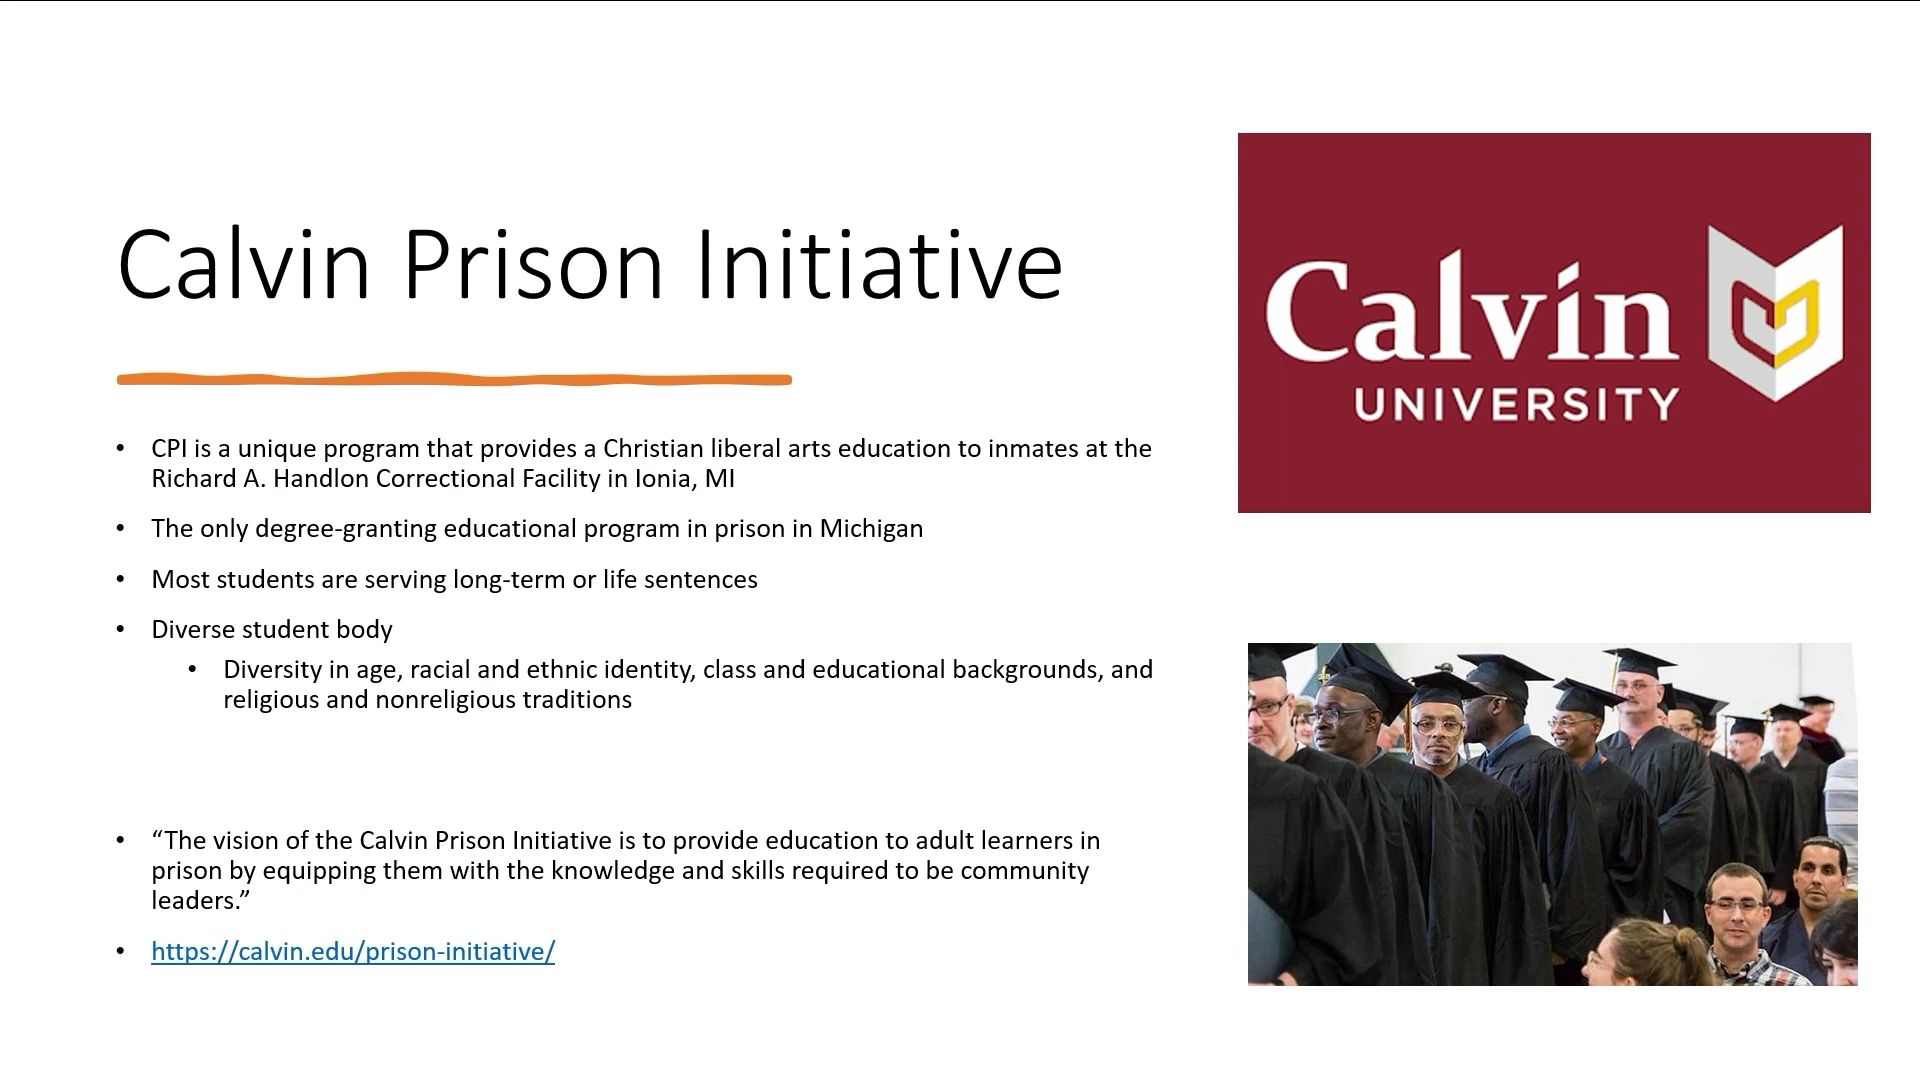 Calvin Prison Initiative
• CPI is a unique program that provides a Christian liberal arts education to inmates at the
Richard A. Handlon Correctional Facility in Ionia, MI
• The only degree-granting educational program in prison in Michigan
• Most students are serving long-term or life sentences
• Diverse student body
• Diversity in age, racial and ethnic identity, class and educational backgrounds, and
religious and nonreligious traditions
• “The vision of the Calvin Prison Initiative is to provide education to adult learners in
prison by equipping them with the knowledge and skills required to be community
leaders.”
• https://calvin.edu/prison-initiative/
Calvin
UNIVERSITY